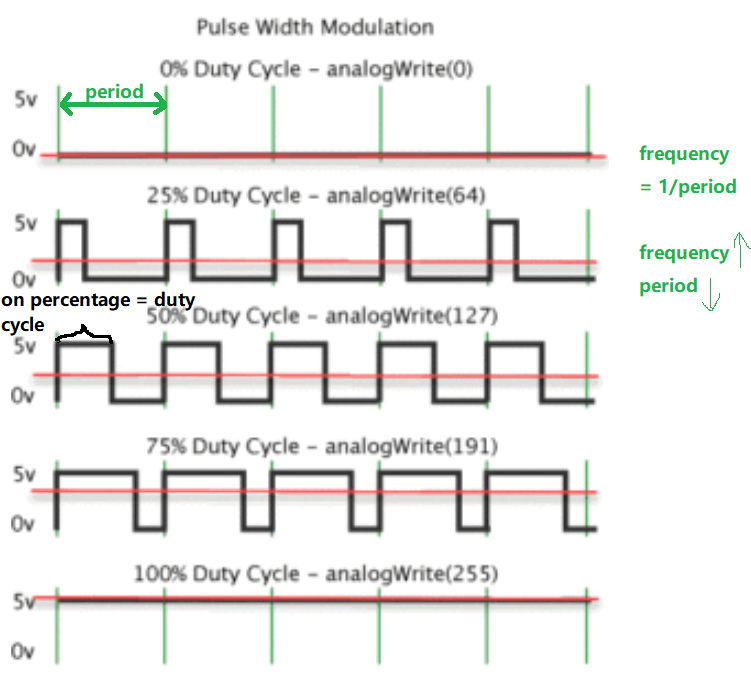 Pulse Width Modulation
0% Duty Cycle – analogWrite(0)
5v
period
0v
frequency
= 1/period
25% Duty Cycle – analogWrite(64)
5v
0v
frequency
period
on percentage = duty
cycle
50% Duty Cycle – analogWrite(127)
5v
0v
75% Duty Cycle – analogWrite(191)
5v
0v
100% Duty Cycle – analogWrite(255)
5v
0v